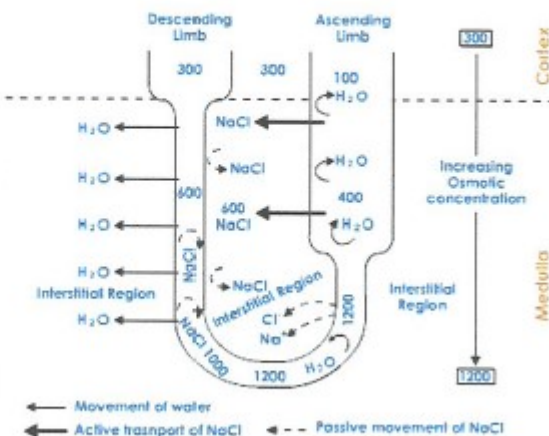 Descending Limb
Ascending Limb
300
300
100
300
Cortex
H₂O
H₂O
NaCl
H₂O
NaCl
H₂O
600
400
Increasing Osmotic concentration
H₂O
600
NaCl
H₂O
H₂O
NaCl
NaCl
Interstitial Region
Interstitial Region
Interstitial Region
Medulla
Cl
Na⁺
1200
H₂O
NaCl
1000
1200
H₂O
1200
Movement of water
Active trasnport of NaCl
Passive movement of NaCl